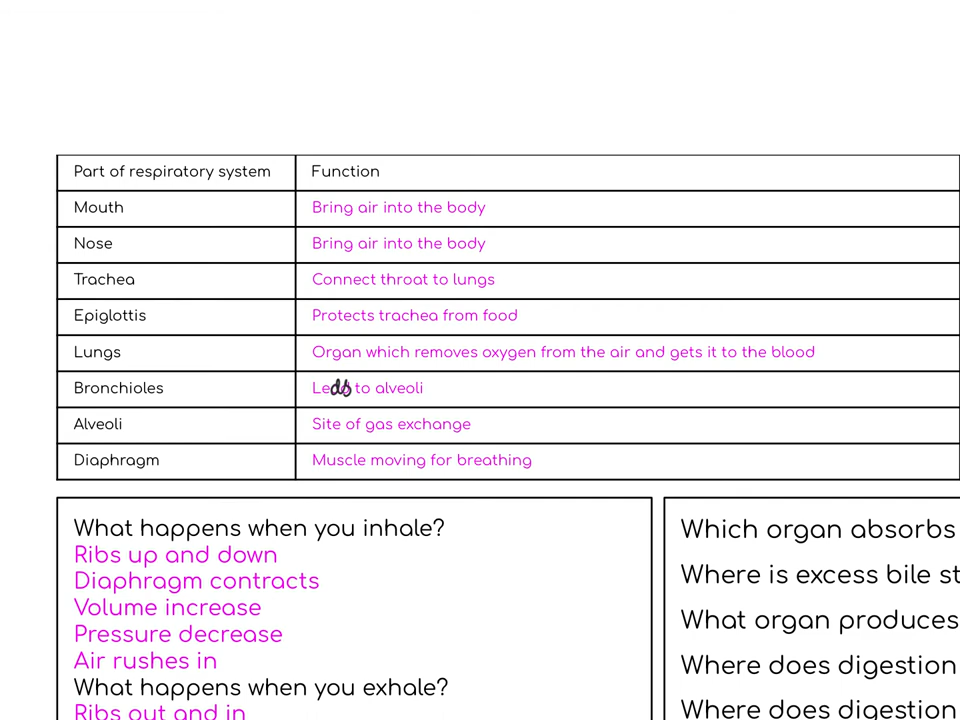 Part of respiratory system Function
Mouth Bring air into the body
Nose Bring air into the body
Trachea Connect throat to lungs
Epiglottis Protects trachea from food
Lungs Organ which removes oxygen from the air and gets it to the blood
Bronchioles to alveoli
Alveoli Site of gas exchange
Diaphragm Muscle moving for breathing
What happens when you inhale?
Ribs up and down
Diaphragm contracts
Volume increase
Pressure decrease
Air rushes in
What happens when you exhale?
Ribs out and in
Which organ absorbs
Where is excess bile st
What organ produces
Where does digestion
Where does digestion